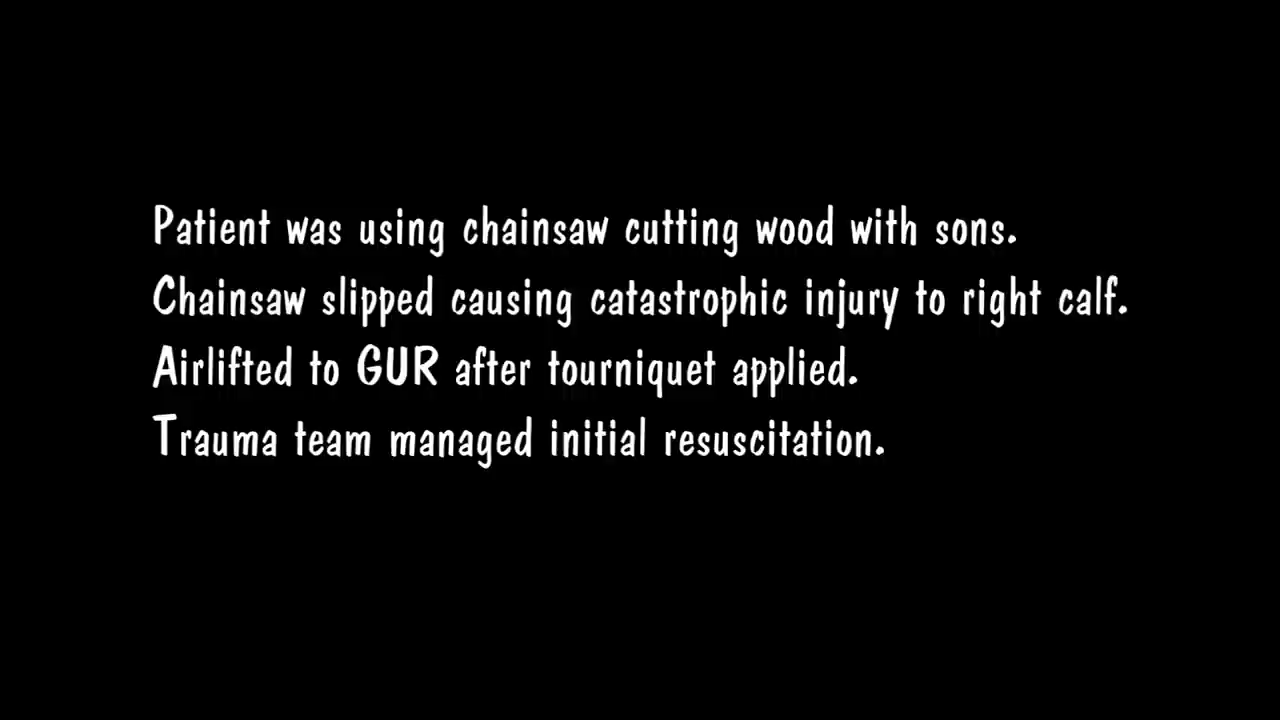 Patient was using chainsaw cutting wood with sons.
Chainsaw slipped causing catastrophic injury to right calf.
Airlifted to GUR after tourniquet applied.
Trauma team managed initial resuscitation.